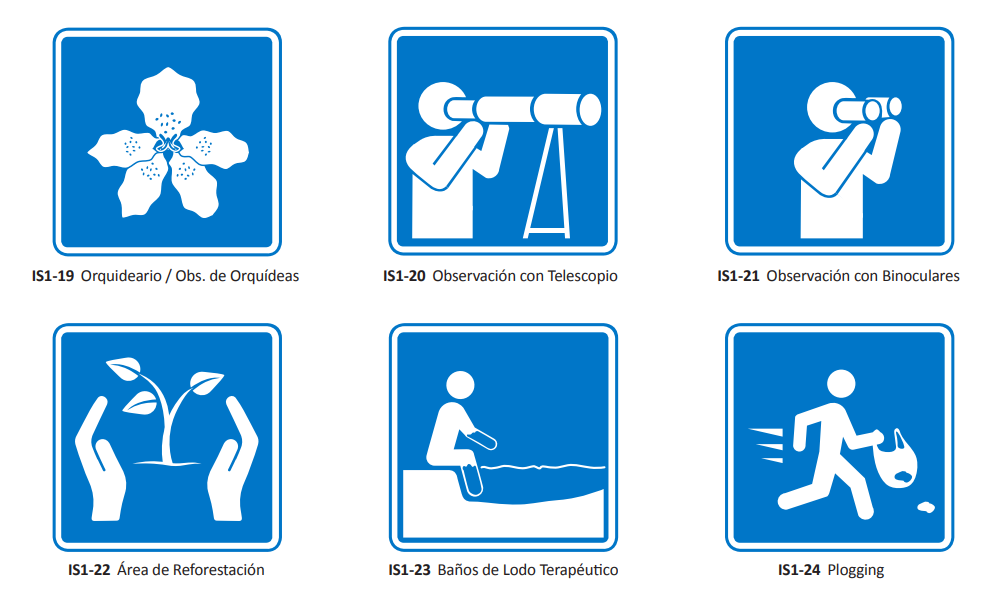 IS1-19 Orquideario / Obs. de Orquídeas
IS1-20 Observación con Telescopio
IS1-21 Observación con Binoculares
IS1-22 Área de Reforestación
IS1-23 Baños de Lodo Terapéutico
IS1-24 Plogging